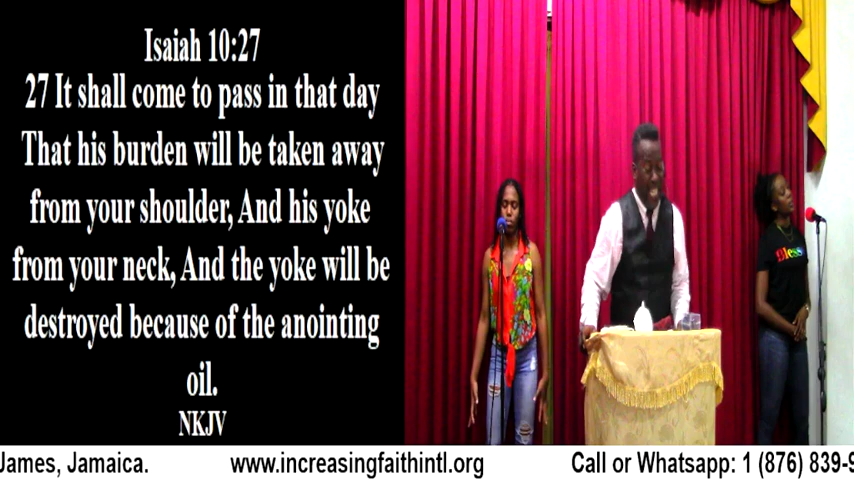 Isaiah 10:27
27 It shall come to pass in that day
That his burden will be taken away
from your shoulder, And his yoke
from your neck, And the yoke will be
destroyed because of the anointing
oil.
NKJV
Bless
James, Jamaica. www.increasingfaithintl.org Call or Whatsapp: 1 (876) 839-9